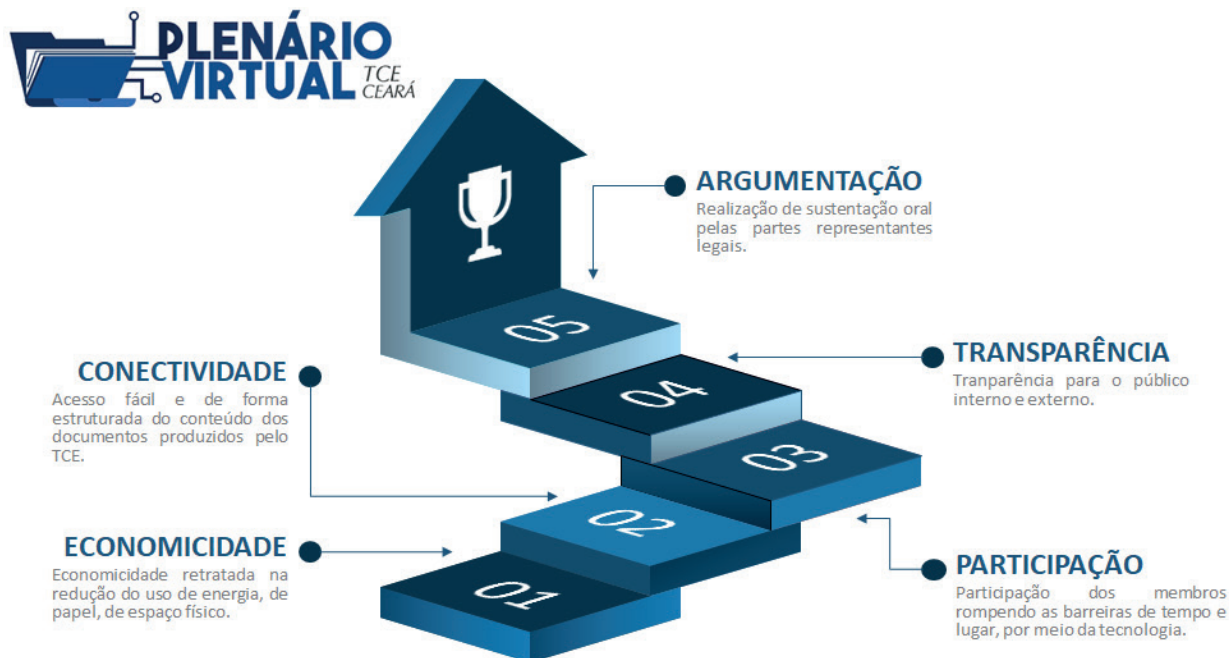 PLENÁRIO
VIRTUAL TCE
CEARÁ
ARGUMENTAÇÃO
Realização de sustentação oral
pelas partes representantes
legais.
05
TRANSPARÊNCIA
Tranparência para o público
interno e externo.
04
CONECTIVIDADE
Acesso fácil e de forma
estruturada do conteúdo dos
documentos produzidos pelo
TCE.
03
02
ECONOMICIDADE
Economicidade retratada na
redução do uso de energia, de
papel, de espaço físico.
01
PARTICIPAÇÃO
Participação dos membros
rompendo as barreiras de tempo e
lugar, por meio da tecnologia.